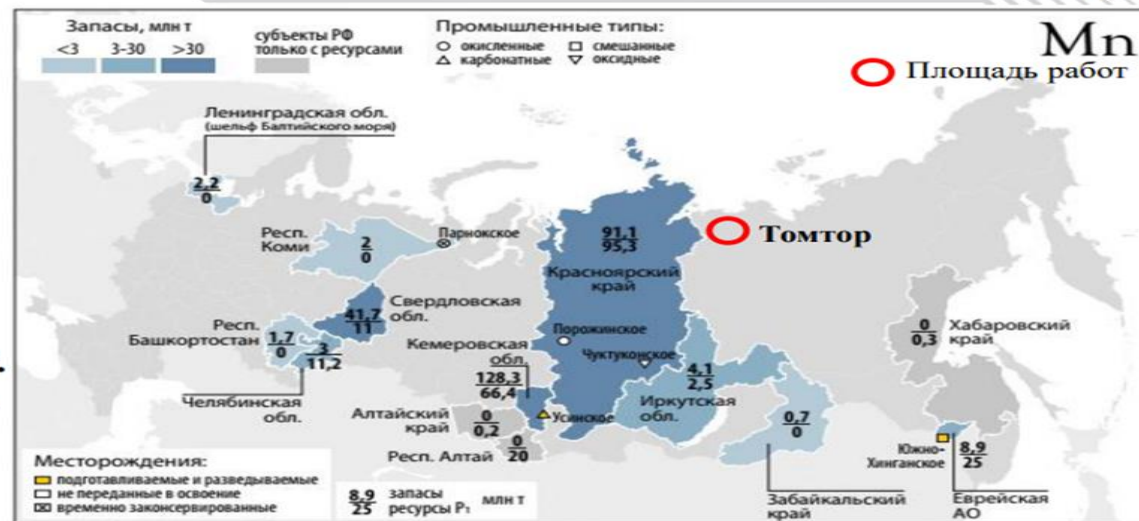 Запасы, млн т
<3 3-30 >30
субъекты РФ
только с ресурсами
Промышленные типы:
окисленные смешанные
карбонатные оксидные
Mn
Площадь работ
Ленинградская обл.
(шельф Балтийского моря)
2,2
0
Респ.
Коми
2
0
Парнокское
91,1
95,3
Красноярский
край
Томтор
Свердловская
обл.
41,7
11
Респ.
Башкортостан
1,7
0
3
11,2
Челябинская
обл.
Кемеровская
обл.
128,3
66,4
Порожинское
Чуктуконское
Усинское
4,1
2,5
Иркутская
обл.
0
0,3
Хабаровский
край
Алтайский
край
0
0,2
0
20
Респ. Алтай
0,7
0
Забайкальский
край
Южно-
Хинганское
8,9
25
Еврейская
АО
Месторождения:
подготавливаемые и разведываемые
не переданные в освоение
временно законсервированные
8,9
25
запасы
ресурсы P₁
млн т